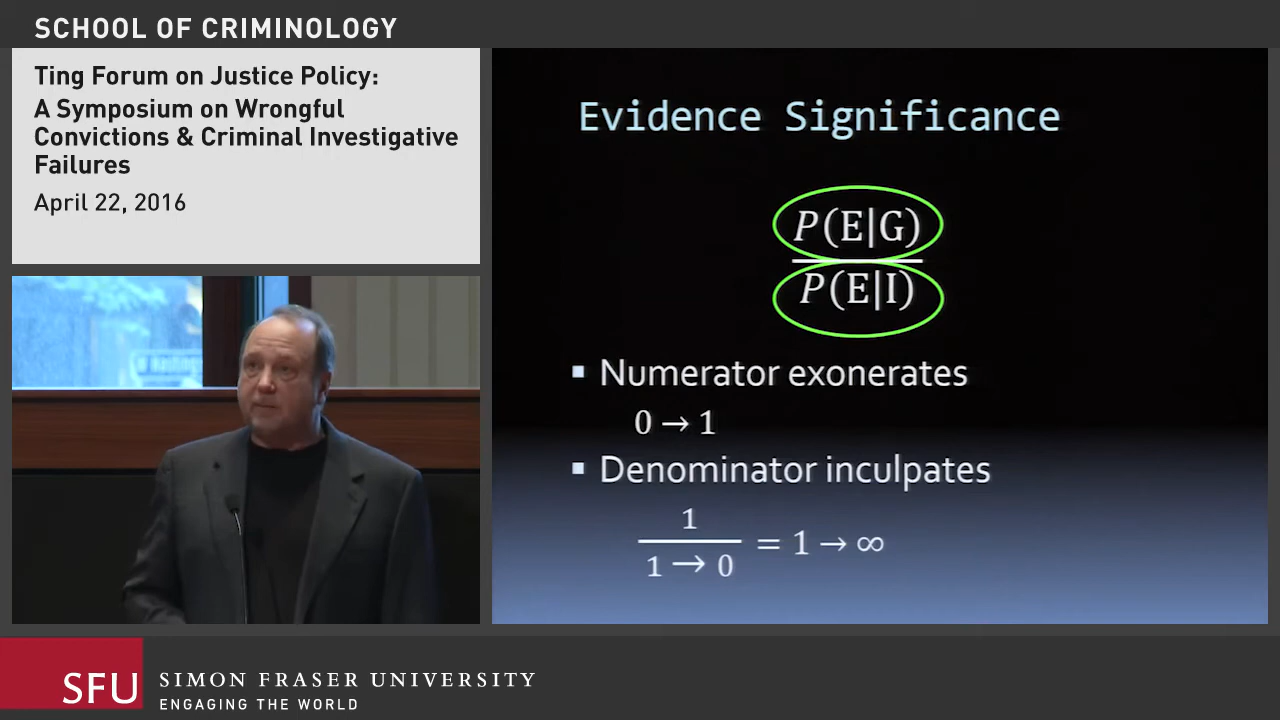 SCHOOL OF CRIMINOLOGY
Ting Forum on Justice Policy:
A Symposium on Wrongful
Convictions & Criminal Investigative
Failures
April 22, 2016
Evidence Significance
P(E|G)
P(E|I)
▪ Numerator exonerates
0 → 1
▪ Denominator inculpates
1
1 → 0
= 1 → ∞
SFU
SIMON FRASER UNIVERSITY
ENGAGING THE WORLD